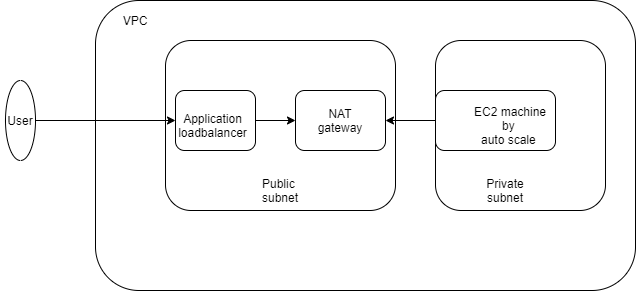 VPC
User
Application
loadbalancer
NAT
gateway
EC2 machine
by
auto scale
Public
subnet
Private
subnet